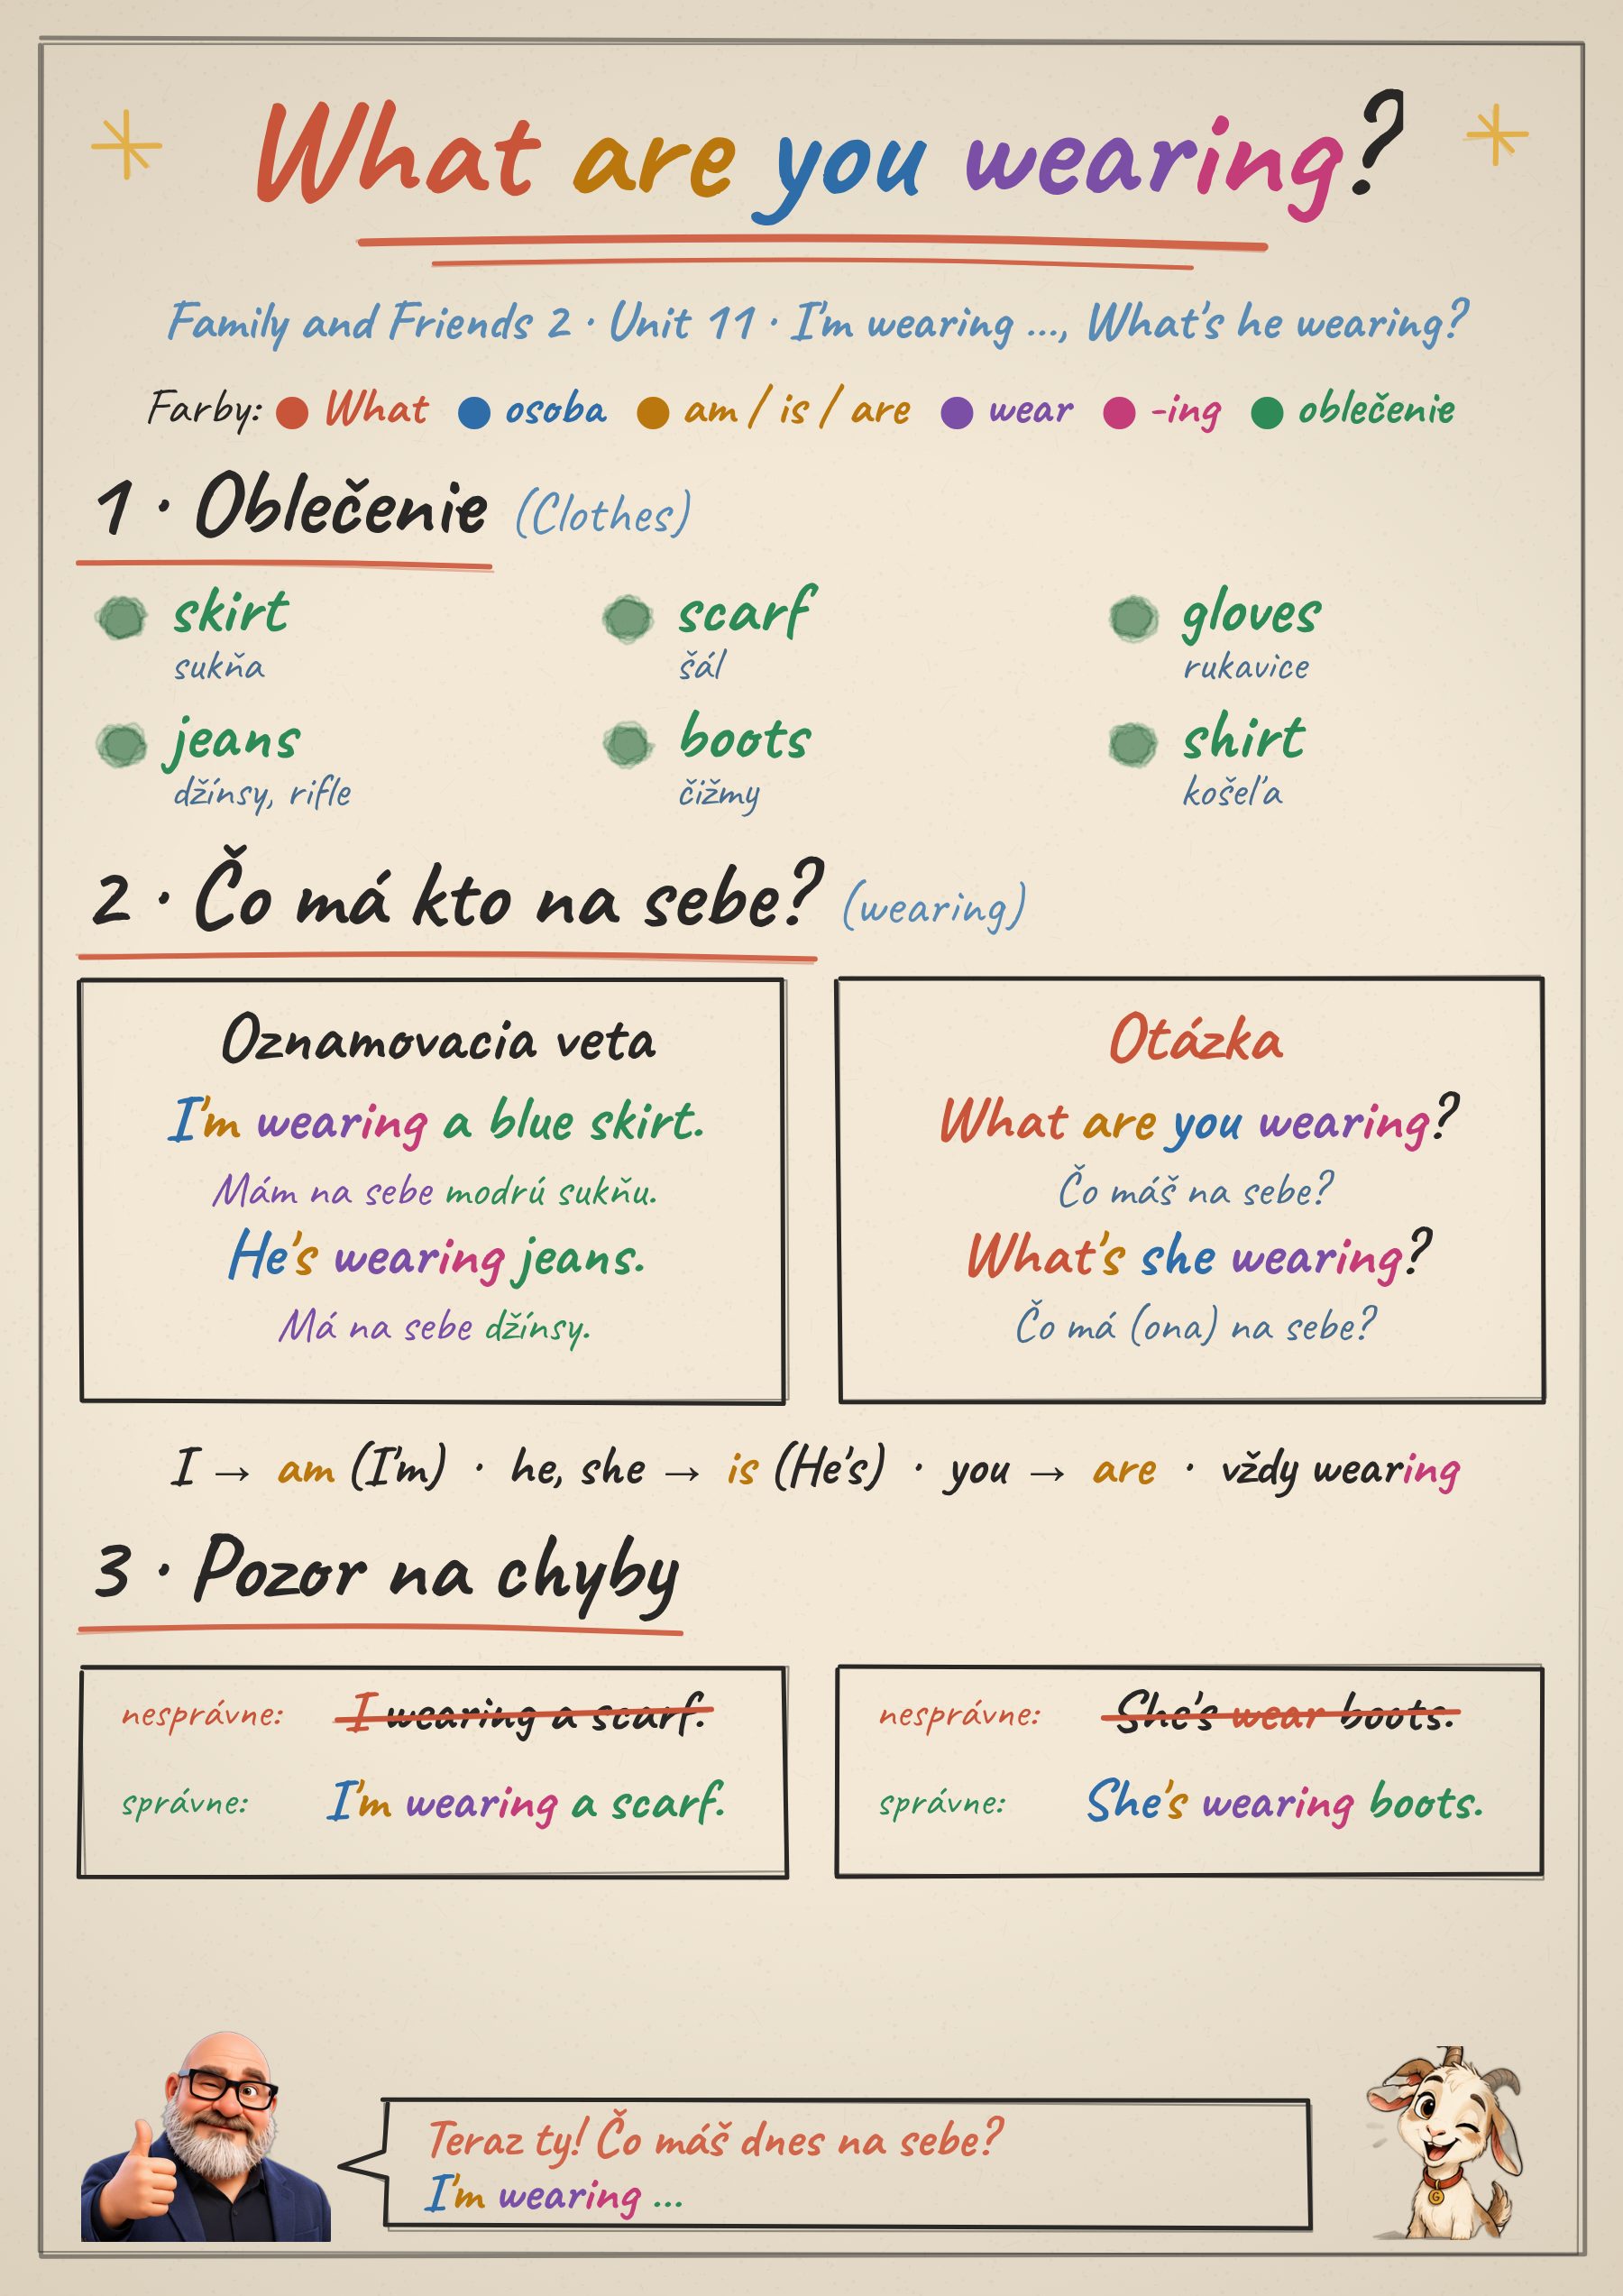 What are you wearing?
Family and Friends 2 · Unit 11 · I'm wearing ..., What's he wearing?
Farby: What osoba am / is / are wear -ing oblečenie
1 · Oblečenie (Clothes)
skirt scarf gloves
sukňa šál rukavice
jeans boots shirt
džínsy, rifle čižmy košeľa
2 · Čo má kto na sebe? (wearing)
Oznamovacia veta
I'm wearing a blue skirt.
Mám na sebe modrú sukňu.
He's wearing jeans.
Má na sebe džínsy.
Otázka
What are you wearing?
Čo máš na sebe?
What's she wearing?
Čo má (ona) na sebe?
I → am (I'm) · he, she → is (He's) · you → are · vždy wearing
3 · Pozor na chyby
nesprávne: I wearing a scarf.
správne: I'm wearing a scarf.
nesprávne: She's wear boots.
správne: She's wearing boots.
Teraz ty! Čo máš dnes na sebe?
I'm wearing ...
G